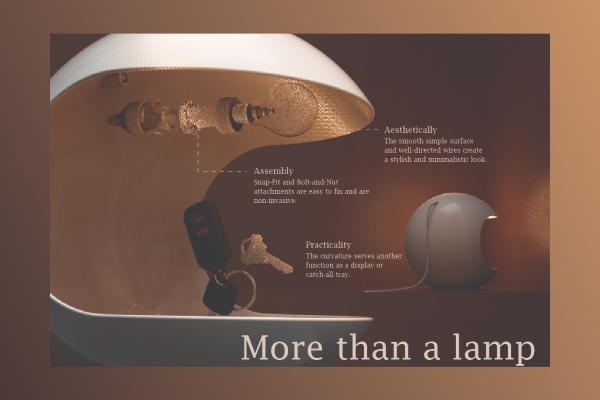 Aesthetically
The smooth simple surface
and well-directed wires create
a stylish and minimalistic look.
Assembly
Snap-Fit and Bolt-and-Nut
attachments are easy to fix and are
non-invasive.
Practicality
The curvature serves another
function as a display or
catch-all tray.
More than a lamp